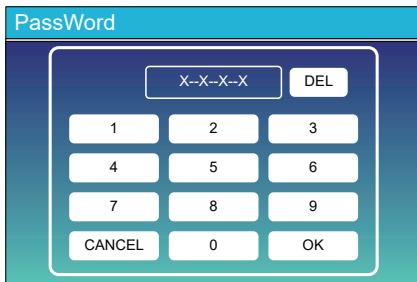 PassWord
X--X--X--X DEL
1 2 3
4 5 6
7 8 9
CANCEL 0 OK